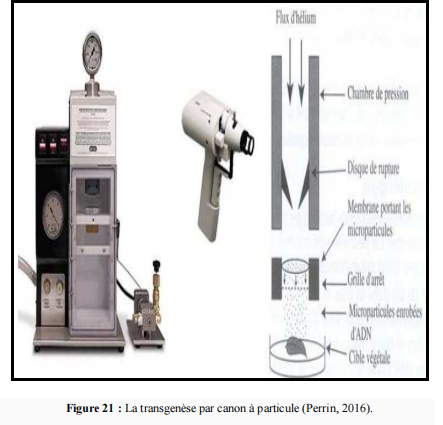 Flux d'hélium
Chambre de pression
Disque de rupture
Membrane portant les
microparticules
Grille d'arrêt
Microparticules enrobées
d'ADN
Cible végétale
Figure 21 : La transgenèse par canon à particule (Perrin, 2016).